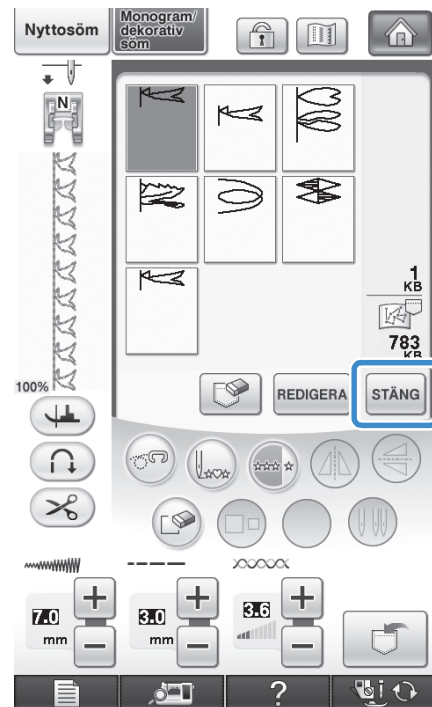 Nyttosöm
Monogram/
dekorativ
söm
N
1
KB
783
KB
100%
REDIGERA
STÄNG
7.0
mm
3.0
mm
3.6
?